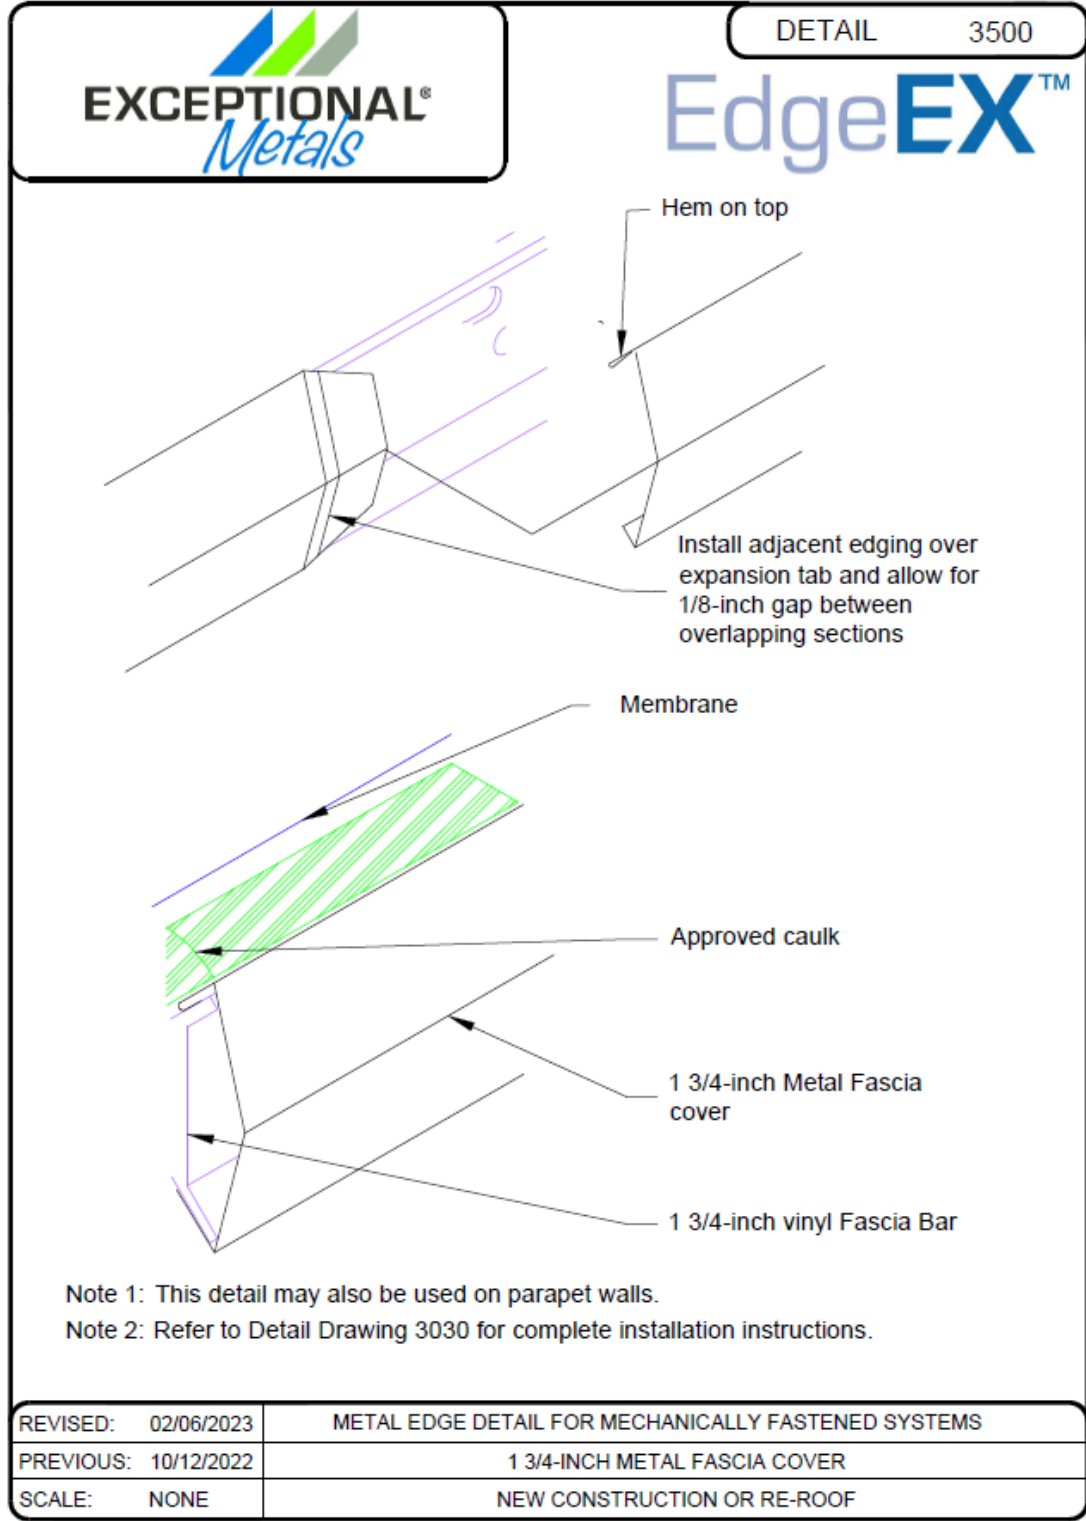 EXCEPTIONAL®
Metals
DETAIL 3500
EdgeEX™
Hem on top
Install adjacent edging over
expansion tab and allow for
1/8-inch gap between
overlapping sections
Membrane
Approved caulk
1 3/4-inch Metal Fascia
cover
1 3/4-inch vinyl Fascia Bar
Note 1: This detail may also be used on parapet walls.
Note 2: Refer to Detail Drawing 3030 for complete installation instructions.
REVISED: 02/06/2023 METAL EDGE DETAIL FOR MECHANICALLY FASTENED SYSTEMS
PREVIOUS: 10/12/2022 1 3/4-INCH METAL FASCIA COVER
SCALE: NONE NEW CONSTRUCTION OR RE-ROOF